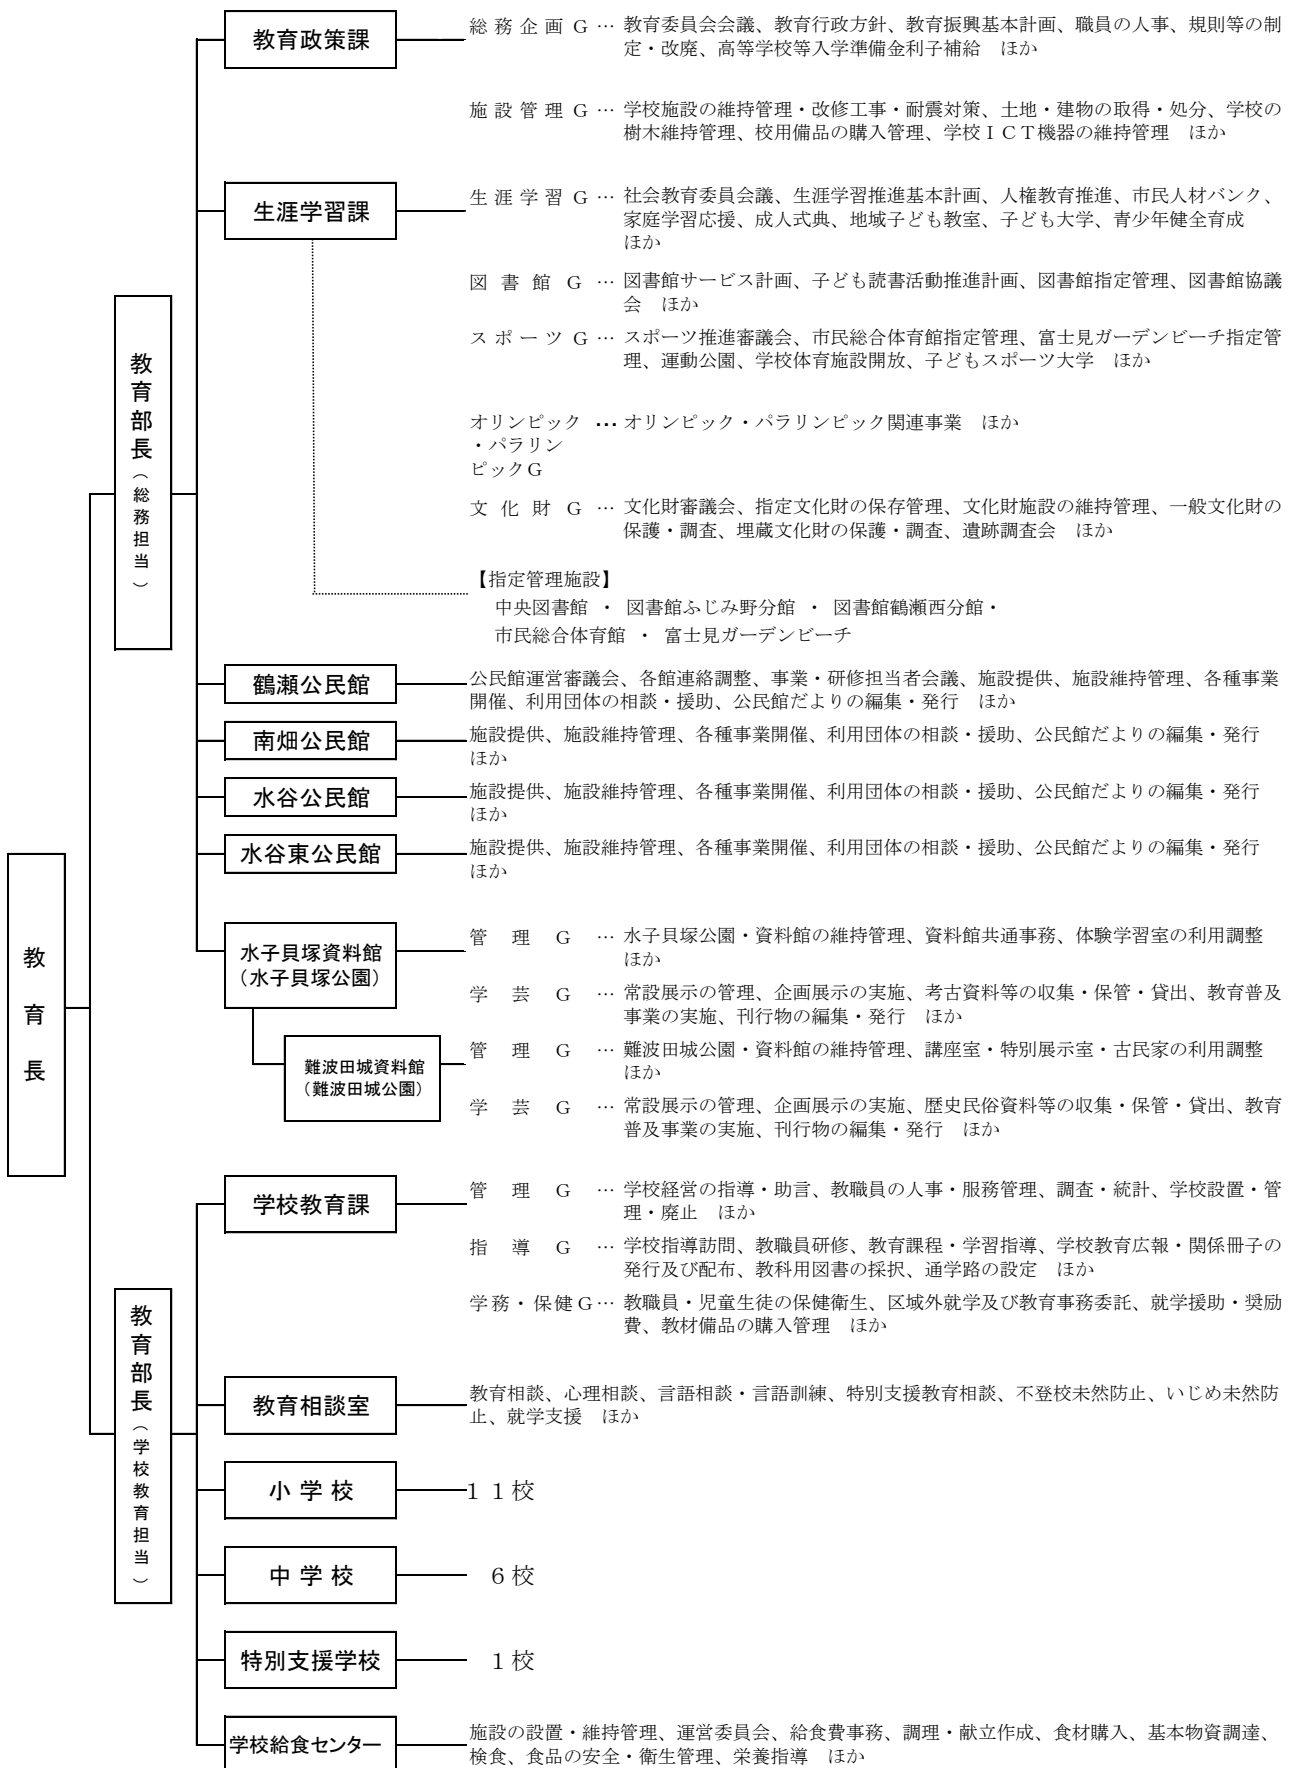 教育長
教育部長（総務担当）
教育政策課
総務企画G … 教育委員会会議、教育行政方針、教育振興基本計画、職員の人事、規則等の制
定・改廃、高等学校等入学準備金利子補給　ほか
施設管理G … 学校施設の維持管理・改修工事・耐震対策、土地・建物の取得・処分、学校の
樹木維持管理、校用備品の購入管理、学校ＩＣＴ機器の維持管理　ほか
生涯学習課
生涯学習G … 社会教育委員会議、生涯学習推進基本計画、人権教育推進、市民人材バンク、
家庭学習応援、成人式典、地域子ども教室、子ども大学、青少年健全育成
ほか
図書館G … 図書館サービス計画、子ども読書活動推進計画、図書館指定管理、図書館協議
会　ほか
スポーツG … スポーツ推進審議会、市民総合体育館指定管理、富士見ガーデンビーチ指定管
理、運動公園、学校体育施設開放、子どもスポーツ大学　ほか
オリンピック … オリンピック・パラリンピック関連事業　ほか
・パラリン
ピックG
文化財G … 文化財審議会、指定文化財の保存管理、文化財施設の維持管理、一般文化財の
保護・調査、埋蔵文化財の保護・調査、遺跡調査会　ほか
【指定管理施設】
中央図書館 ・ 図書館ふじみ野分館 ・ 図書館鶴瀬西分館・
市民総合体育館 ・ 富士見ガーデンビーチ
鶴瀬公民館
公民館運営審議会、各館連絡調整、事業・研修担当者会議、施設提供、施設維持管理、各種事業
開催、利用団体の相談・援助、公民館だよりの編集・発行　ほか
南畑公民館
施設提供、施設維持管理、各種事業開催、利用団体の相談・援助、公民館だよりの編集・発行
ほか
水谷公民館
施設提供、施設維持管理、各種事業開催、利用団体の相談・援助、公民館だよりの編集・発行
ほか
水谷東公民館
施設提供、施設維持管理、各種事業開催、利用団体の相談・援助、公民館だよりの編集・発行
ほか
水子貝塚資料館
（水子貝塚公園）
管理G … 水子貝塚公園・資料館の維持管理、資料館共通事務、体験学習室の利用調整
ほか
学芸G … 常設展示の管理、企画展示の実施、考古資料等の収集・保管・貸出、教育普及
事業の実施、刊行物の編集・発行　ほか
難波田城資料館
（難波田城公園）
管理G … 難波田城公園・資料館の維持管理、講座室・特別展示室・古民家の利用調整
ほか
学芸G … 常設展示の管理、企画展示の実施、歴史民俗資料等の収集・保管・貸出、教育
普及事業の実施、刊行物の編集・発行　ほか
教育部長（学校教育担当）
学校教育課
管理G … 学校経営の指導・助言、教職員の人事・服務管理、調査・統計、学校設置・管
理・廃止　ほか
指導G … 学校指導訪問、教職員研修、教育課程・学習指導、学校教育広報・関係冊子の
発行及び配布、教科用図書の採択、通学路の設定　ほか
学務・保健G … 教職員・児童生徒の保健衛生、区域外就学及び教育事務委託、就学援助・奨励
費、教材備品の購入管理　ほか
教育相談室
教育相談、心理相談、言語相談・言語訓練、特別支援教育相談、不登校未然防止、いじめ未然防
止、就学支援　ほか
小学校
１１校
中学校
６校
特別支援学校
１校
学校給食センター
施設の設置・維持管理、運営委員会、給食費事務、調理・献立作成、食材購入、基本物資調達、
検食、食品の安全・衛生管理、栄養指導　ほか